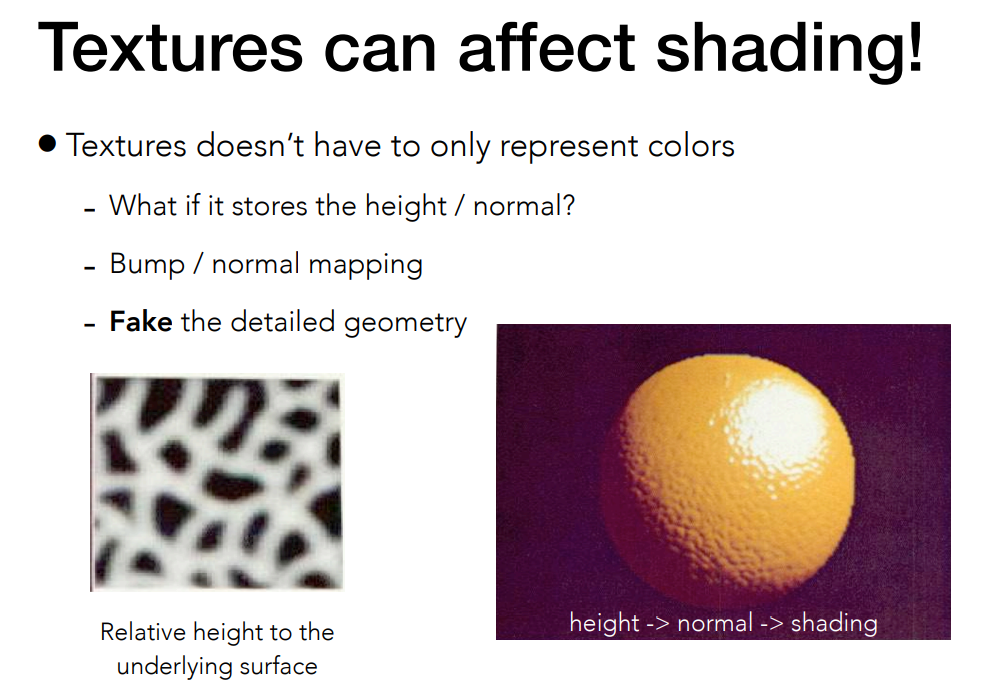 Textures can affect shading!
● Textures doesn’t have to only represent colors
- What if it stores the height / normal?
- Bump / normal mapping
- Fake the detailed geometry
Relative height to the
underlying surface
height -> normal -> shading